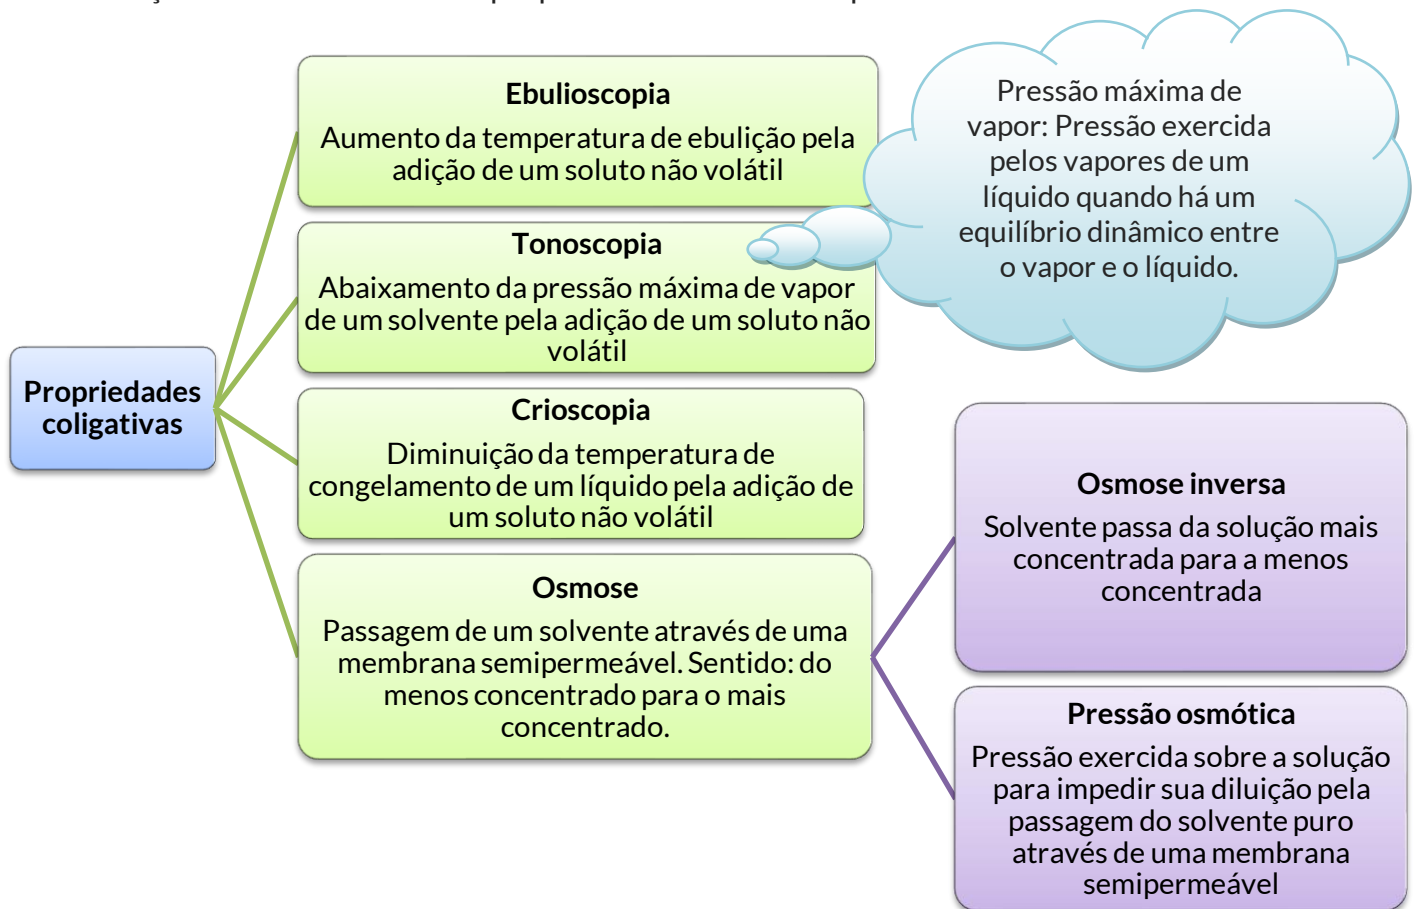 Propriedades
coligativas
Ebulioscopia
Aumento da temperatura de ebulição pela
adição de um soluto não volátil
Tonoscopia
Abaixamento da pressão máxima de vapor
de um solvente pela adição de um soluto não
volátil
Pressão máxima de
vapor: Pressão exercida
pelos vapores de um
líquido quando há um
equilíbrio dinâmico entre
o vapor e o líquido.
Crioscopia
Diminuição da temperatura de
congelamento de um líquido pela adição de
um soluto não volátil
Osmose
Passagem de um solvente através de uma
membrana semipermeável. Sentido: do
menos concentrado para o mais
concentrado.
Osmose inversa
Solvente passa da solução mais
concentrada para a menos
concentrada
Pressão osmótica
Pressão exercida sobre a solução
para impedir sua diluição pela
passagem do solvente puro
através de uma membrana
semipermeável